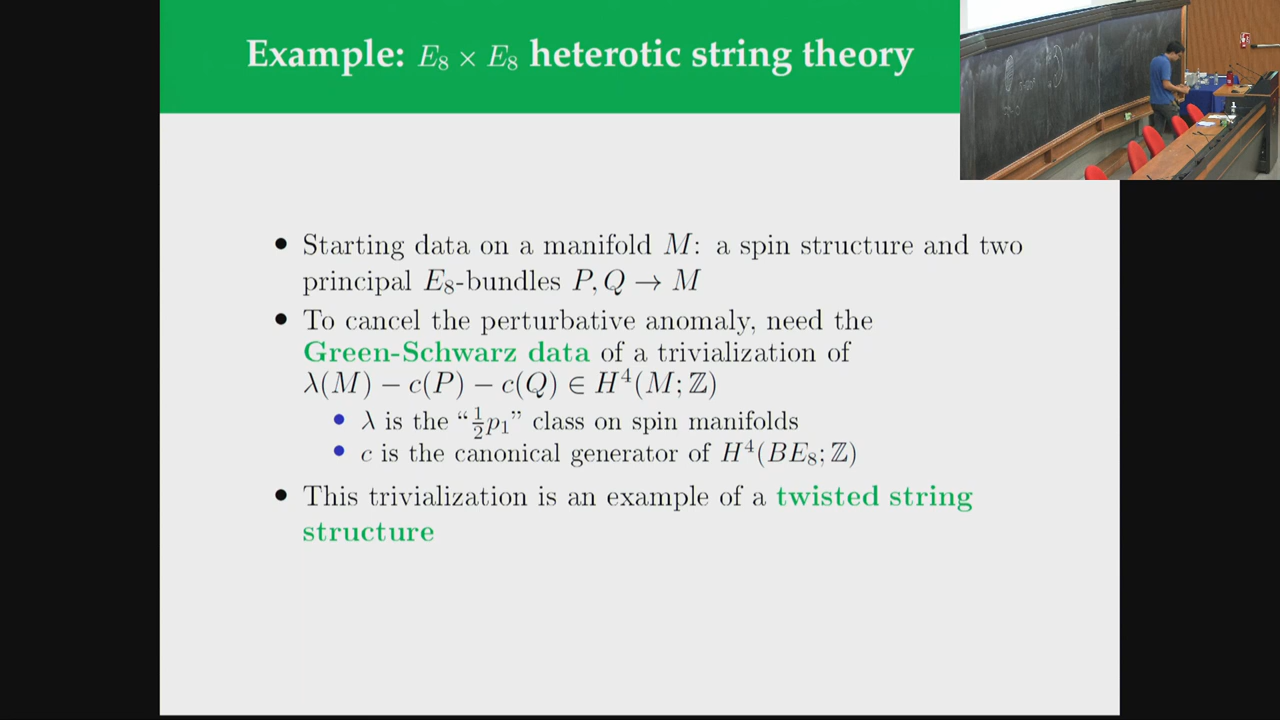 Example: E₈ × E₈ heterotic string theory
• Starting data on a manifold M: a spin structure and two
principal E₈-bundles P, Q → M
• To cancel the perturbative anomaly, need the
Green-Schwarz data of a trivialization of
λ(M) − c(P) − c(Q) ∈ H⁴(M; ℤ)
• λ is the “½p₁” class on spin manifolds
• c is the canonical generator of H⁴(BE₈; ℤ)
• This trivialization is an example of a twisted string
structure